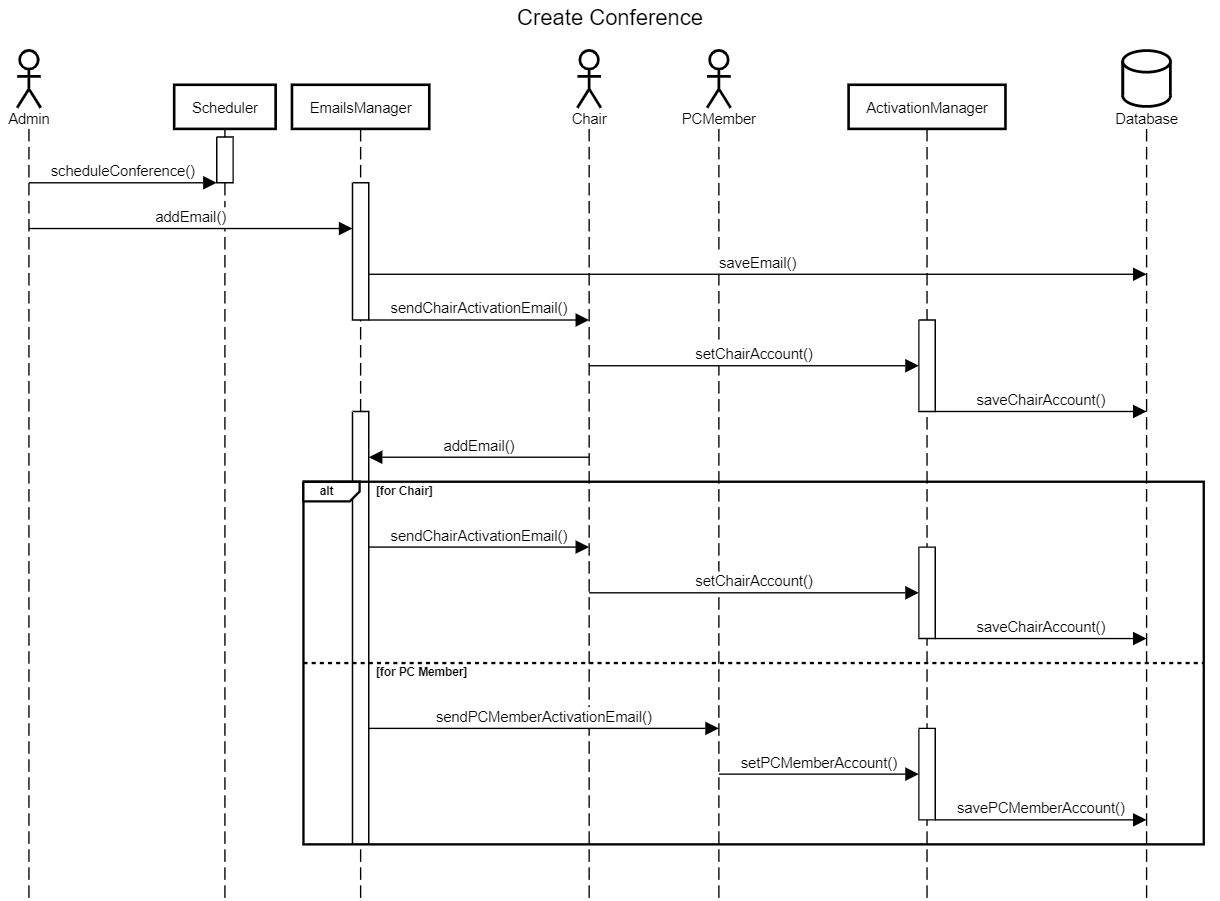 Create Conference
Admin
Scheduler
EmailsManager
Chair
PCMember
ActivationManager
Database
scheduleConference()
addEmail()
saveEmail()
sendChairActivationEmail()
setChairAccount()
saveChairAccount()
addEmail()
alt
[for Chair]
sendChairActivationEmail()
setChairAccount()
saveChairAccount()
[for PC Member]
sendPCMemberActivationEmail()
setPCMemberAccount()
savePCMemberAccount()